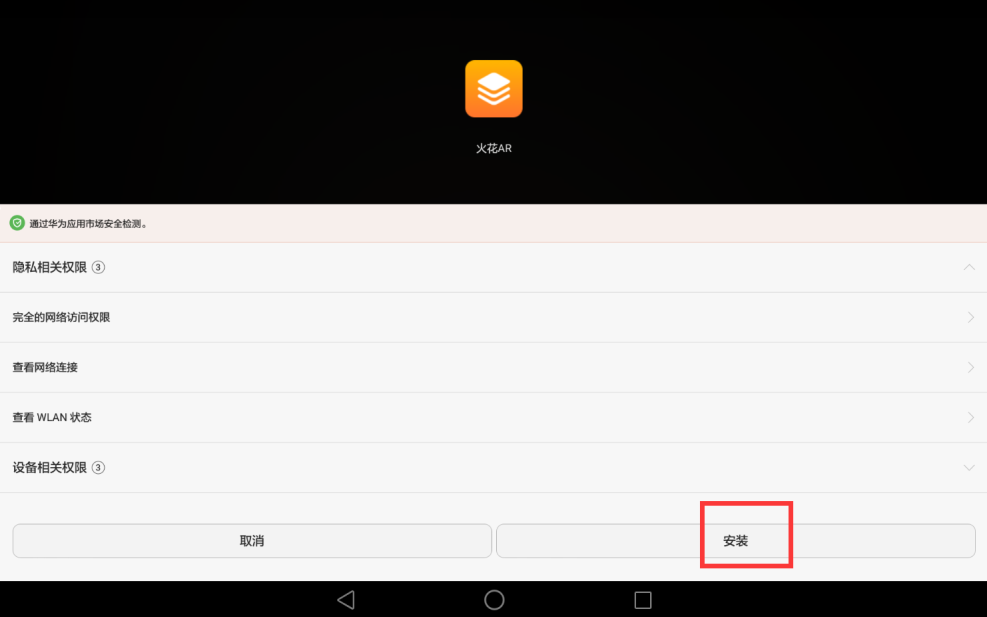 火花AR
通过华为应用市场安全检测。
隐私相关权限 ③
完全的网络访问权限
查看网络连接
查看 WLAN 状态
设备相关权限 ③
取消
安装